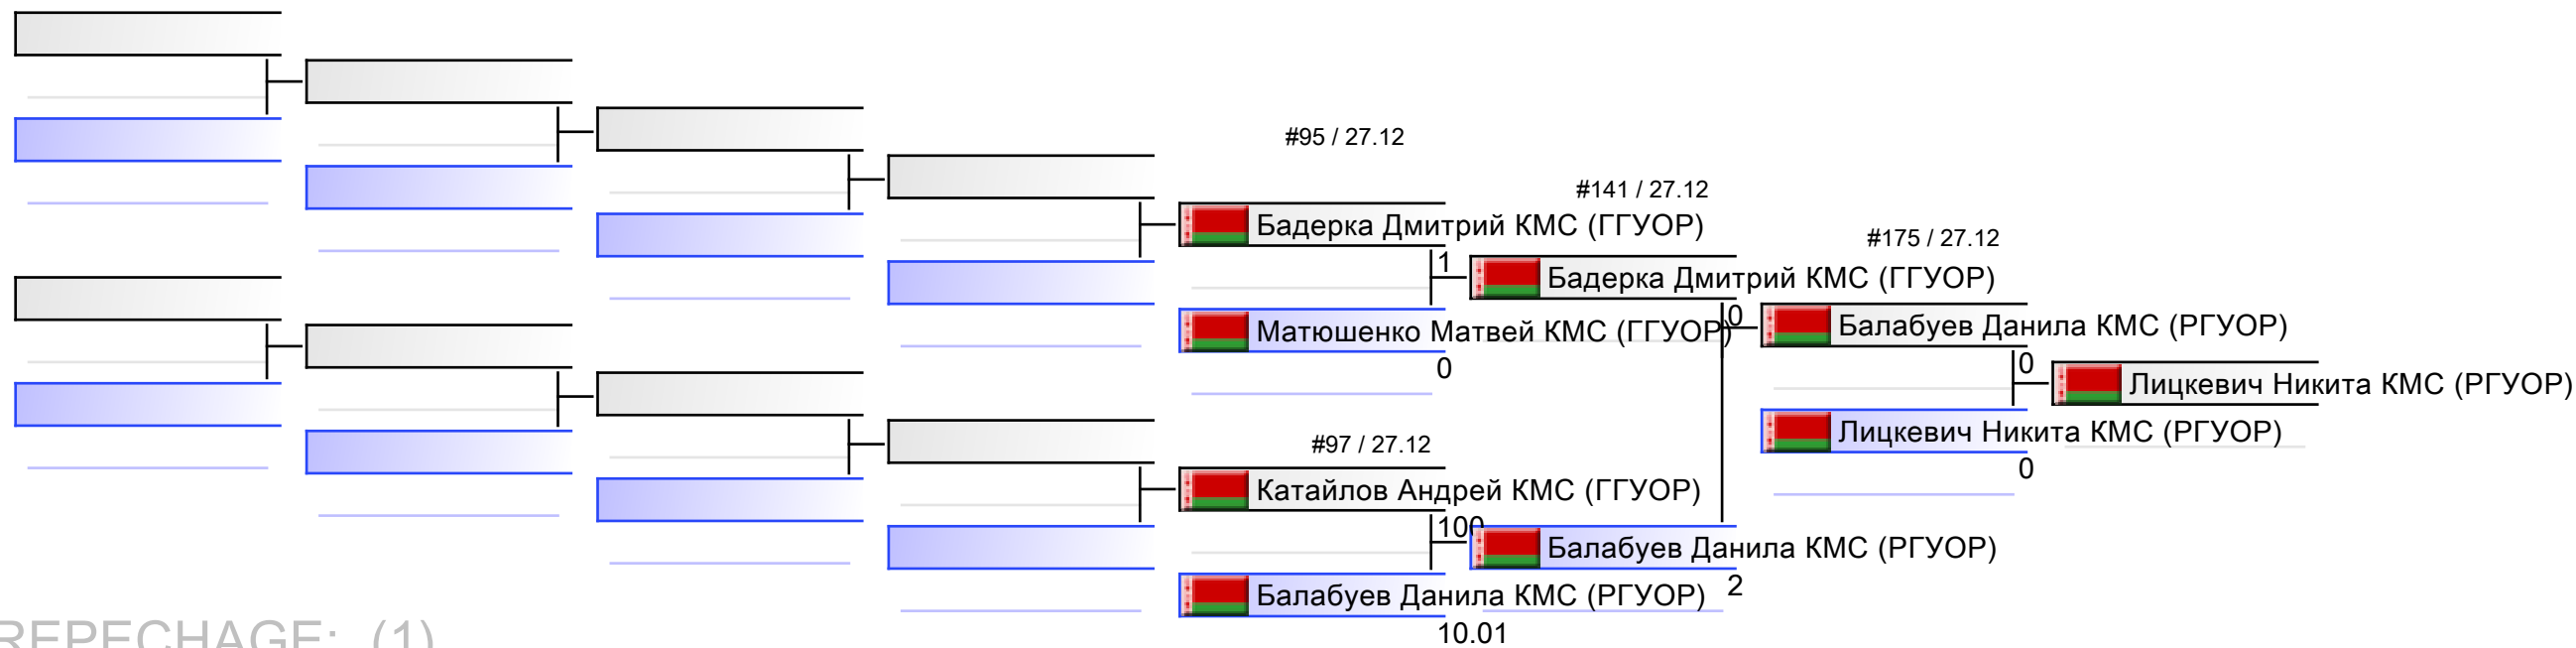 #95 / 27.12
#141 / 27.12
Бадерка Дмитрий КМС (ГГУОР)
#175 / 27.12
1
Бадерка Дмитрий КМС (ГГУОР)
0
Матюшенко Матвей КМС (ГГУОР)
Балабуев Данила КМС (РГУОР)
0
0
Лицкевич Никита КМС (РГУОР)
Лицкевич Никита КМС (РГУОР)
0
#97 / 27.12
Катайлов Андрей КМС (ГГУОР)
100
Балабуев Данила КМС (РГУОР)
2
Балабуев Данила КМС (РГУОР)
10.01
REPECHAGE: (1)